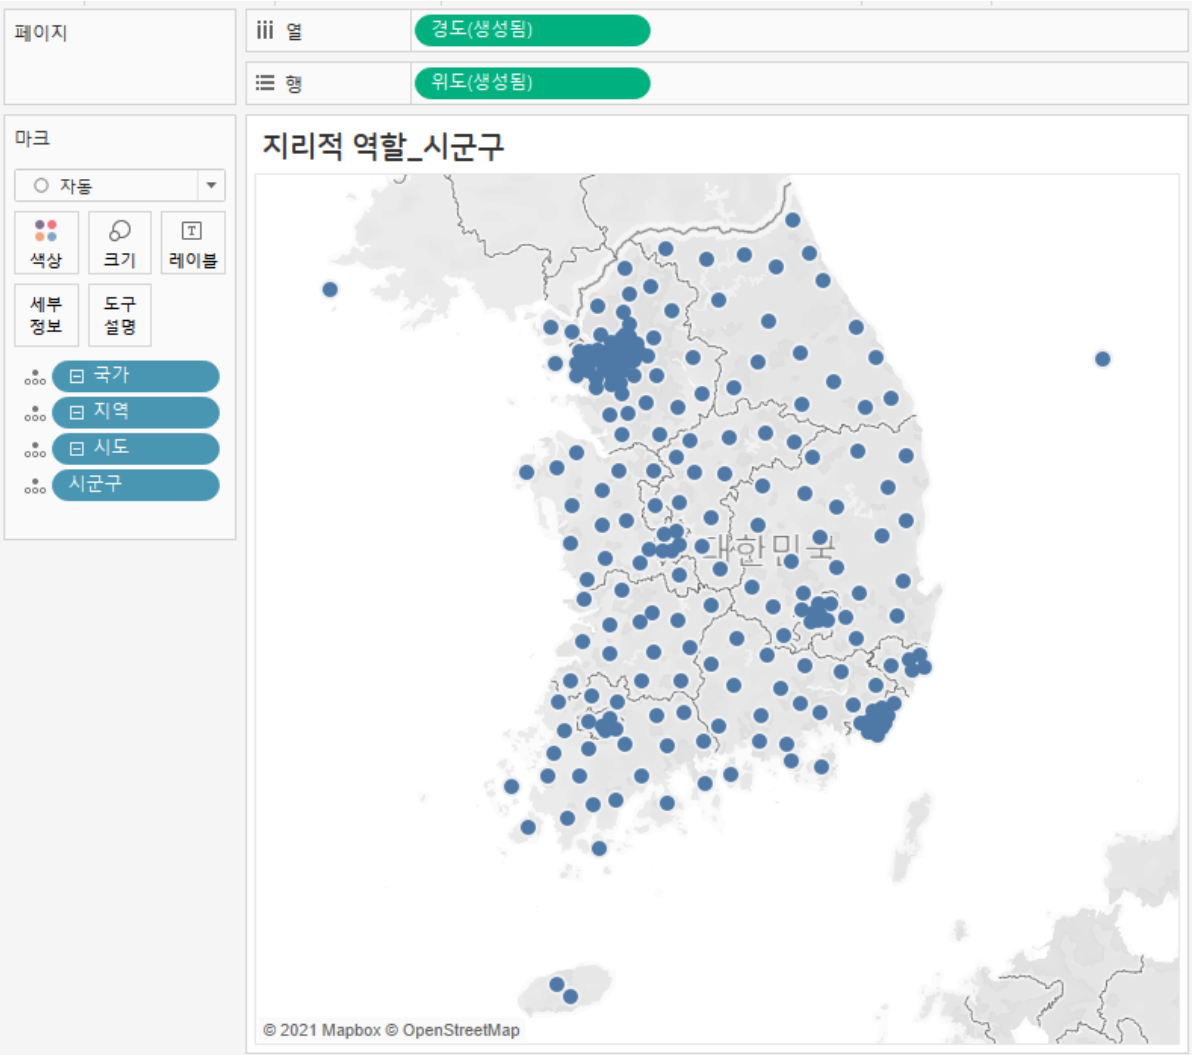 페이지
열
경도(생성됨)
행
위도(생성됨)
마크
자동
색상
크기
레이블
세부
정보
도구
설명
국가
지역
시도
시군구
지리적 역할_시군구
대한민국
© 2021 Mapbox © OpenStreetMap